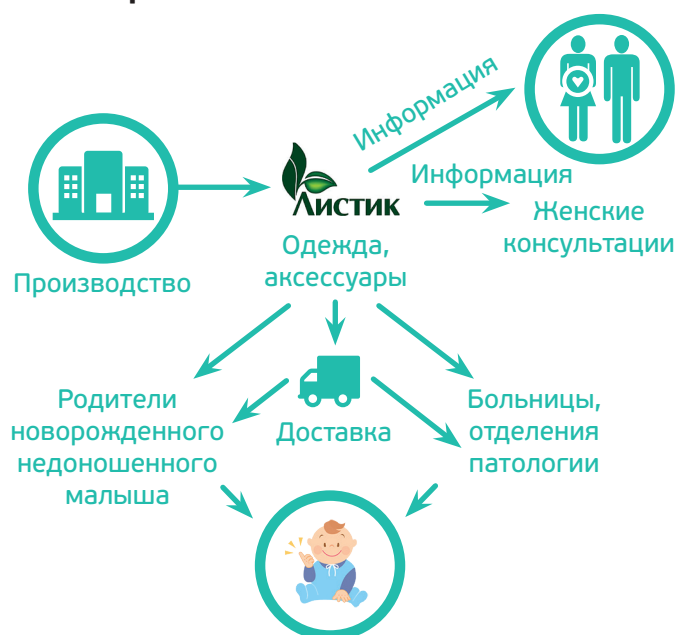 Информация
Информация
Листик
Женские
консультации
Производство
Одежда,
аксессуары
Родители
новорожденного
недоношенного
малыша
Доставка
Больницы,
отделения
патологии